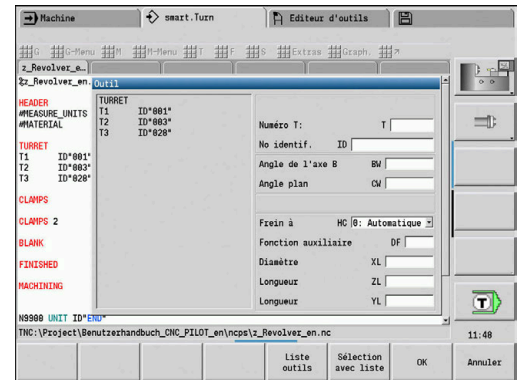 Machine
smart.Turn
Editeur d'outils
G
G-Menu
M
M-Menu
T
F
S
Extras
Graph.
z_Revolver_e…
z_Revolver_en.
Outil
HEADER
#MEASURE_UNITS
#MATERIAL
TURRET
T1 ID"001"
T2 ID"003"
T3 ID"028"
CLAMPS
CLAMPS 2
BLANK
FINISHED
MACHINING
N9900 UNIT ID"END"
TURRET
T1 ID"001"
T2 ID"003"
T3 ID"028"
Numéro T: T
No identif. ID
Angle de l'axe B BW
Angle plan CW
Frein à HC 0: Automatique
Fonction auxiliaire DF
Diamètre XL
Longueur ZL
Longueur YL
TNC:\Project\Benutzerhandbuch_CNC_PILOT_en\ncps\z_Revolver_en.nc
T
11:48
Liste outils
Sélection avec liste
OK
Annuler